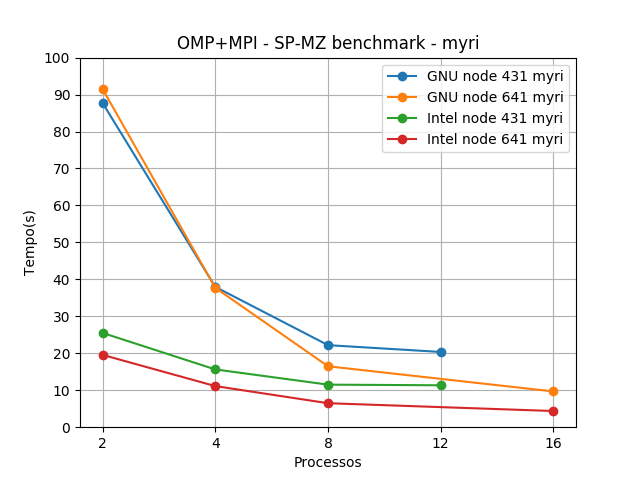 OMP+MPI - SP-MZ benchmark - myri
100
90
80
70
60
50
40
30
20
10
0
Tempo(s)
GNU node 431 myri
GNU node 641 myri
Intel node 431 myri
Intel node 641 myri
2 4 8 12 16
Processos